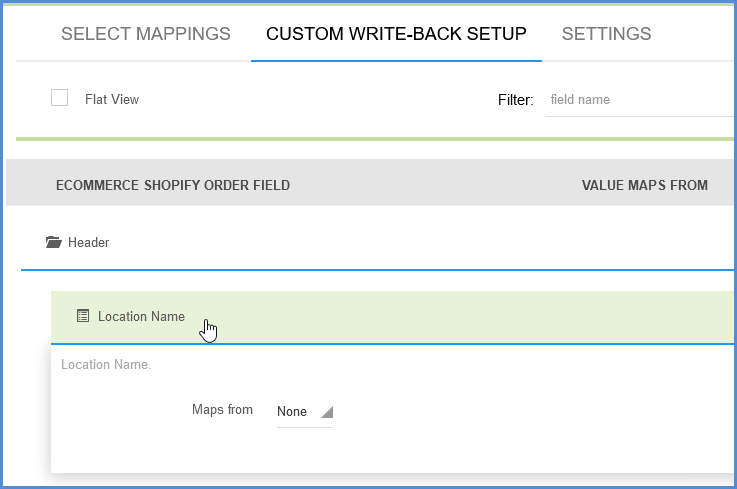 SELECT MAPPINGS CUSTOM WRITE-BACK SETUP SETTINGS
Flat View Filter: field name
ECOMMERCE SHOPIFY ORDER FIELD VALUE MAPS FROM
Header
Location Name
Location Name.
Maps from None